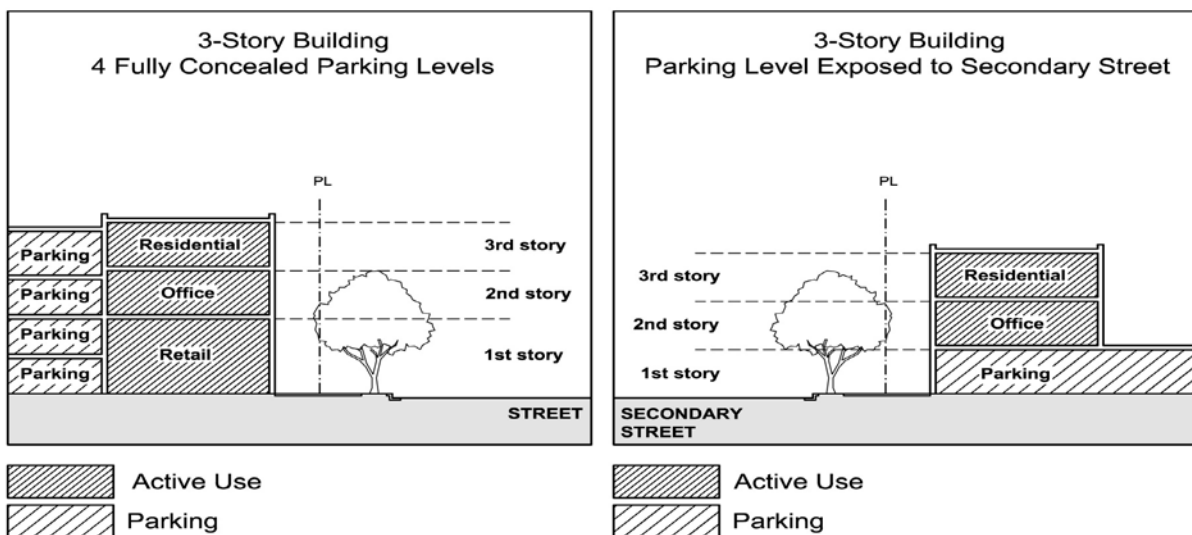 3-Story Building
4 Fully Concealed Parking Levels
PL
Residential
3rd story
Parking
Office
2nd story
Parking
Parking
Retail
1st story
Parking
STREET
Active Use
Parking
3-Story Building
Parking Level Exposed to Secondary Street
PL
3rd story
Residential
2nd story
Office
1st story
Parking
SECONDARY
STREET
Active Use
Parking